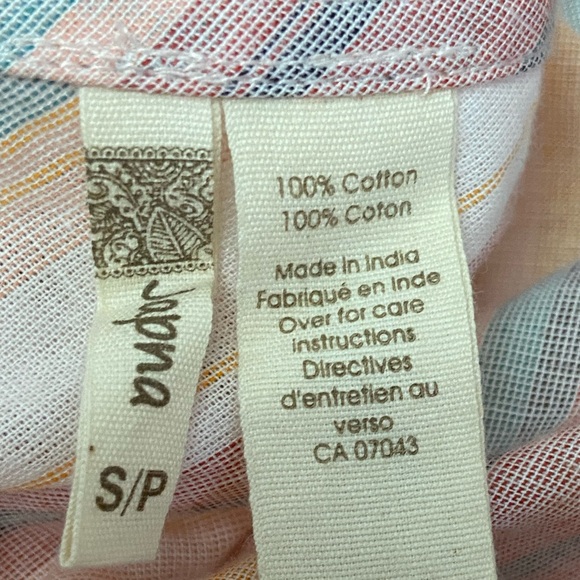 S/P
100% Cotton
100% Coton
Made in India
Fabriqué en Inde
Over for care
instructions
Directives
d'entretien au
verso
CA 07043